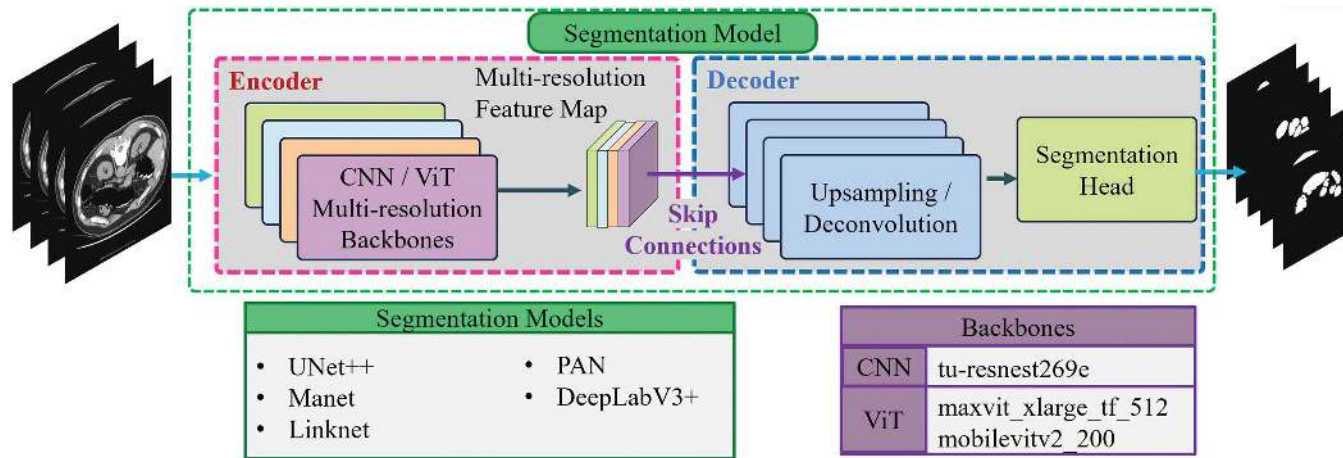 Segmentation Model
Encoder
Multi-resolution
Feature Map
CNN / ViT
Multi-resolution
Backbones
Skip
Connections
Decoder
Upsampling /
Deconvolution
Segmentation
Head
Segmentation Models
• UNet++
• Manet
• Linknet
• PAN
• DeepLabV3+
Backbones
CNN tu-resnest269e
ViT maxvit_xlarge_tf_512
mobilevitv2_200